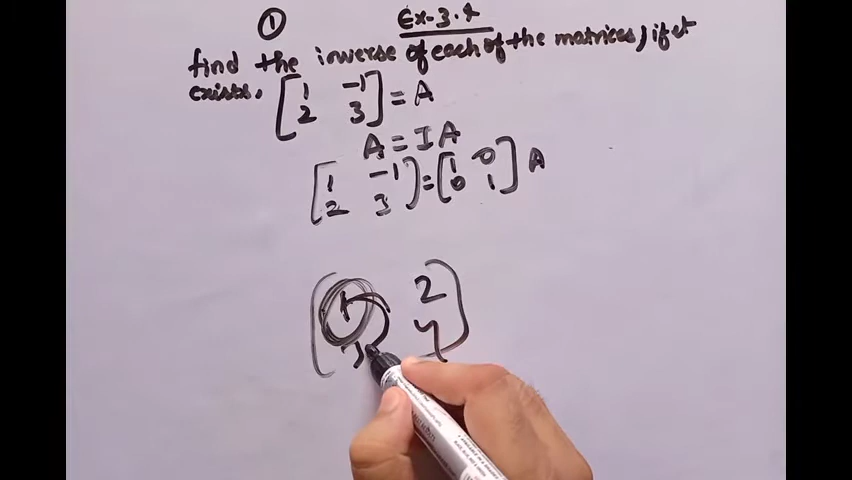 ① Ex-3.4
find the inverse of each of the matrices, if it
exists. [1 -1] = A
2 3
A = I A
[1 -1] = [1 0] A
2 3 0 1
1 2
4